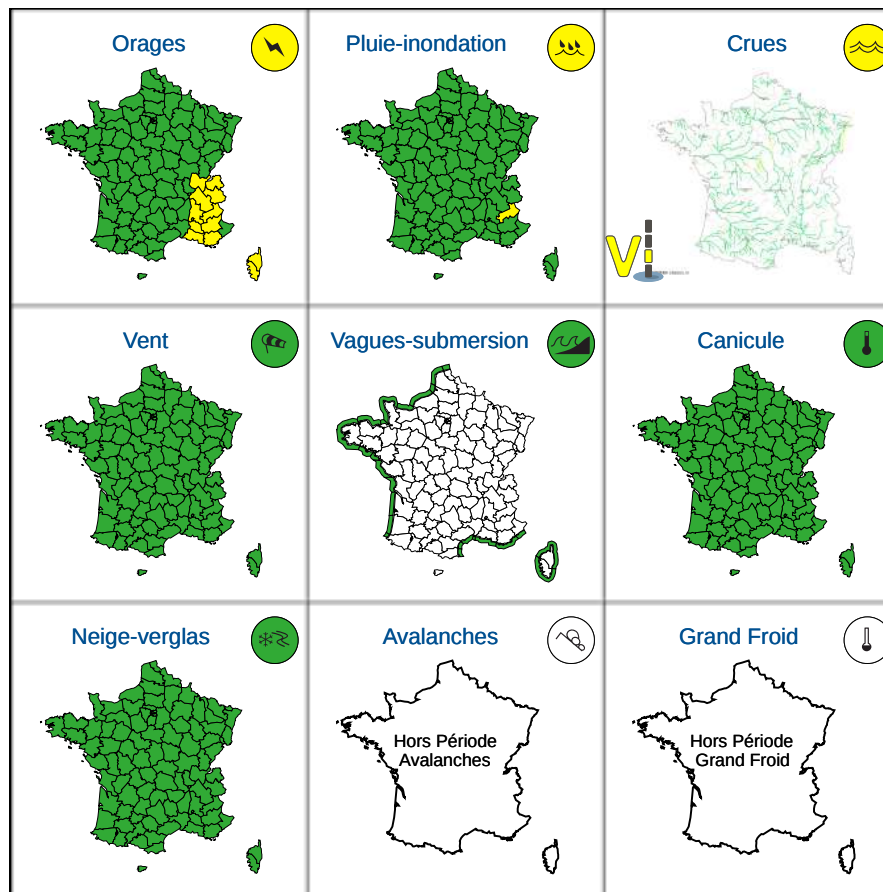 Orages
Pluie-inondation
Crues
Vent
Vagues-submersion
Canicule
Neige-verglas
Avalanches
Grand Froid
Hors Période
Avalanches
Hors Période
Grand Froid